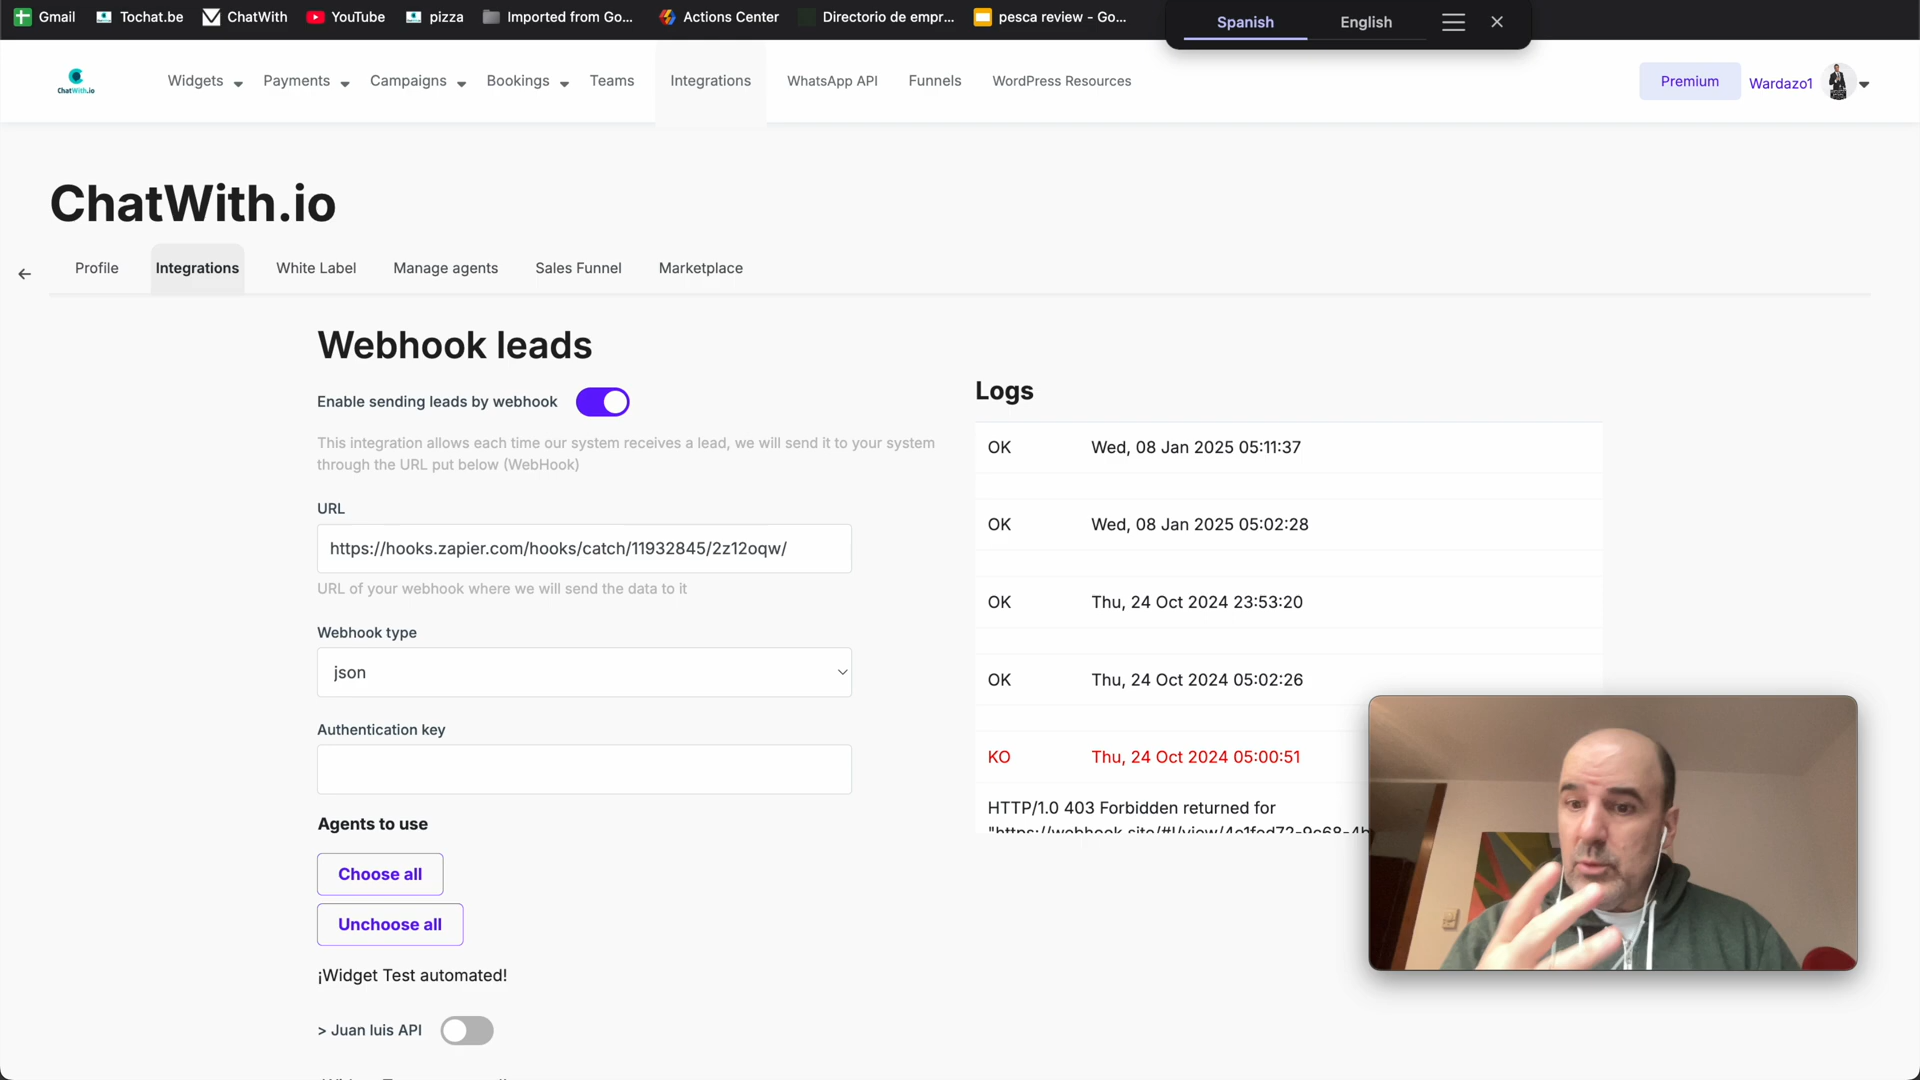 Gmail
Tochat.be
ChatWith
YouTube
pizza
Imported from Go...
Actions Center
Directorio de empr...
pesca review - Go...
Spanish
English
ChatWith.io
Widgets
Payments
Campaigns
Bookings
Teams
Integrations
WhatsApp API
Funnels
WordPress Resources
Premium
Wardazo1
ChatWith.io
Profile
Integrations
White Label
Manage agents
Sales Funnel
Marketplace
Webhook leads
Enable sending leads by webhook
This integration allows each time our system receives a lead, we will send it to your system
through the URL put below (WebHook)
URL
https://hooks.zapier.com/hooks/catch/11932845/2z12oqw/
URL of your webhook where we will send the data to it
Webhook type
json
Authentication key
Agents to use
Choose all
Unchoose all
¡Widget Test automated!
> Juan luis API
Logs
OK Wed, 08 Jan 2025 05:11:37
OK Wed, 08 Jan 2025 05:02:28
OK Thu, 24 Oct 2024 23:53:20
OK Thu, 24 Oct 2024 05:02:26
KO Thu, 24 Oct 2024 05:00:51
HTTP/1.0 403 Forbidden returned for